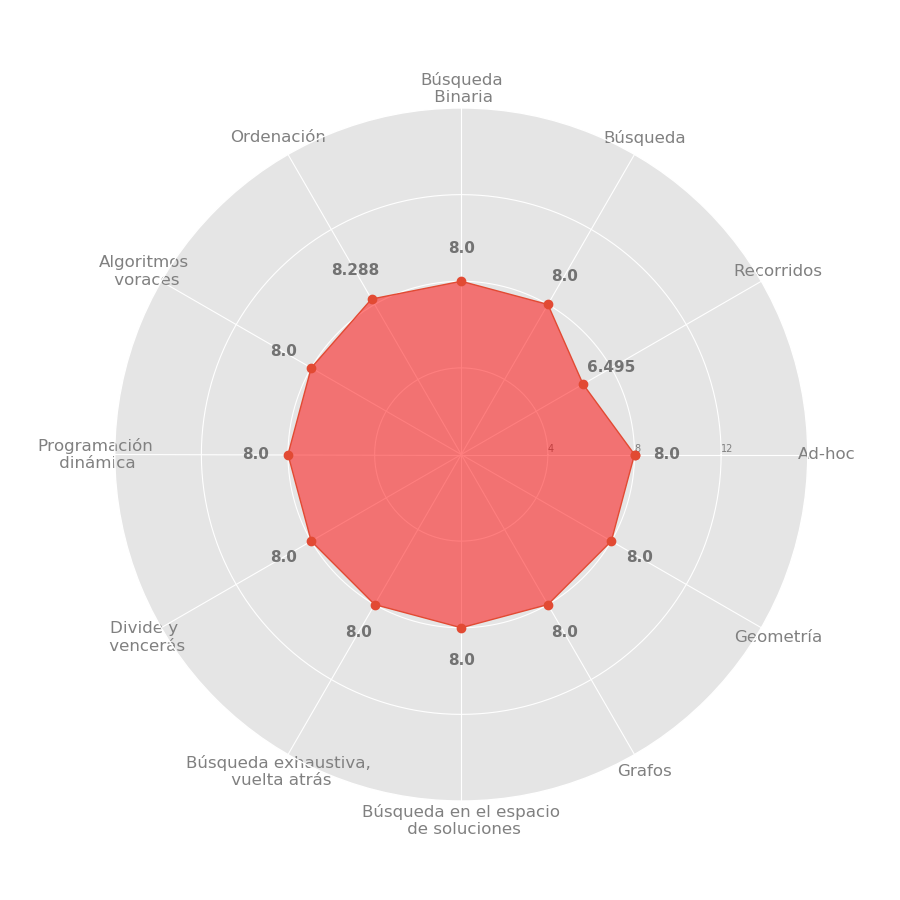 Búsqueda
Binaria
Ordenación
Búsqueda
8.0
Algoritmos
voraces
8.288
8.0
Recorridos
8.0
6.495
Programación
dinámica
8.0
4
8
12
8.0
Ad-hoc
8.0
8.0
Divide y
vencerás
8.0
8.0
8.0
Geometría
Búsqueda exhaustiva,
vuelta atrás
Grafos
Búsqueda en el espacio
de soluciones